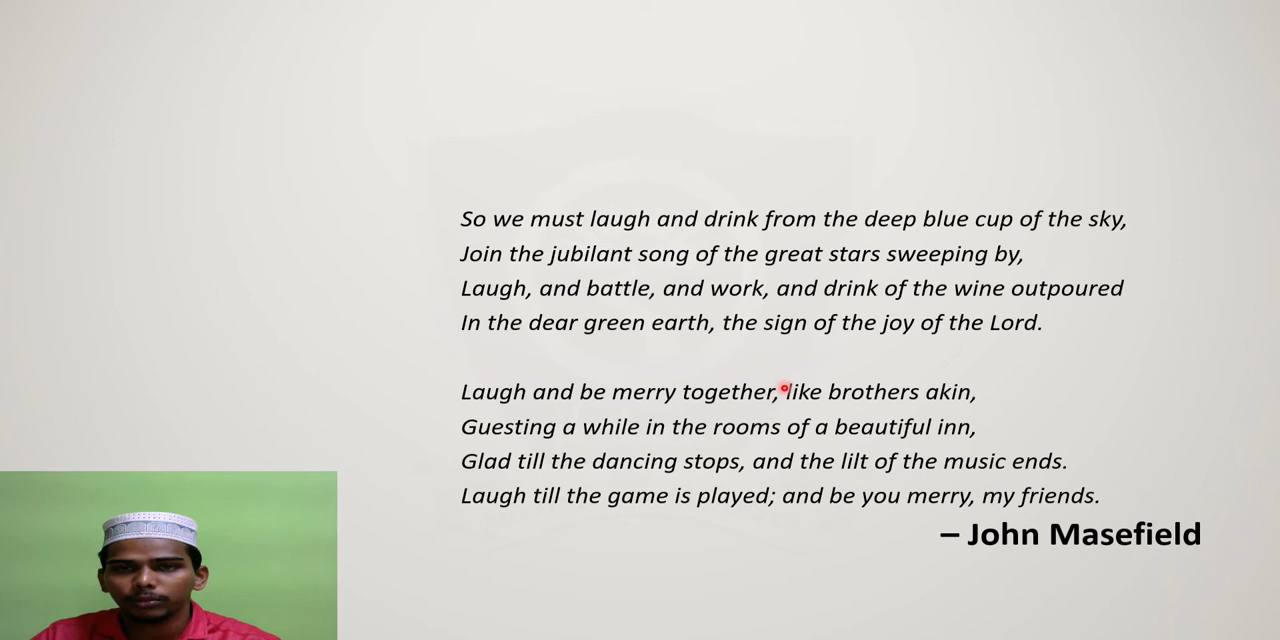 So we must laugh and drink from the deep blue cup of the sky,
Join the jubilant song of the great stars sweeping by,
Laugh, and battle, and work, and drink of the wine outpoured
In the dear green earth, the sign of the joy of the Lord.
Laugh and be merry together, like brothers akin,
Guesting a while in the rooms of a beautiful inn,
Glad till the dancing stops, and the lilt of the music ends.
Laugh till the game is played; and be you merry, my friends.
– John Masefield